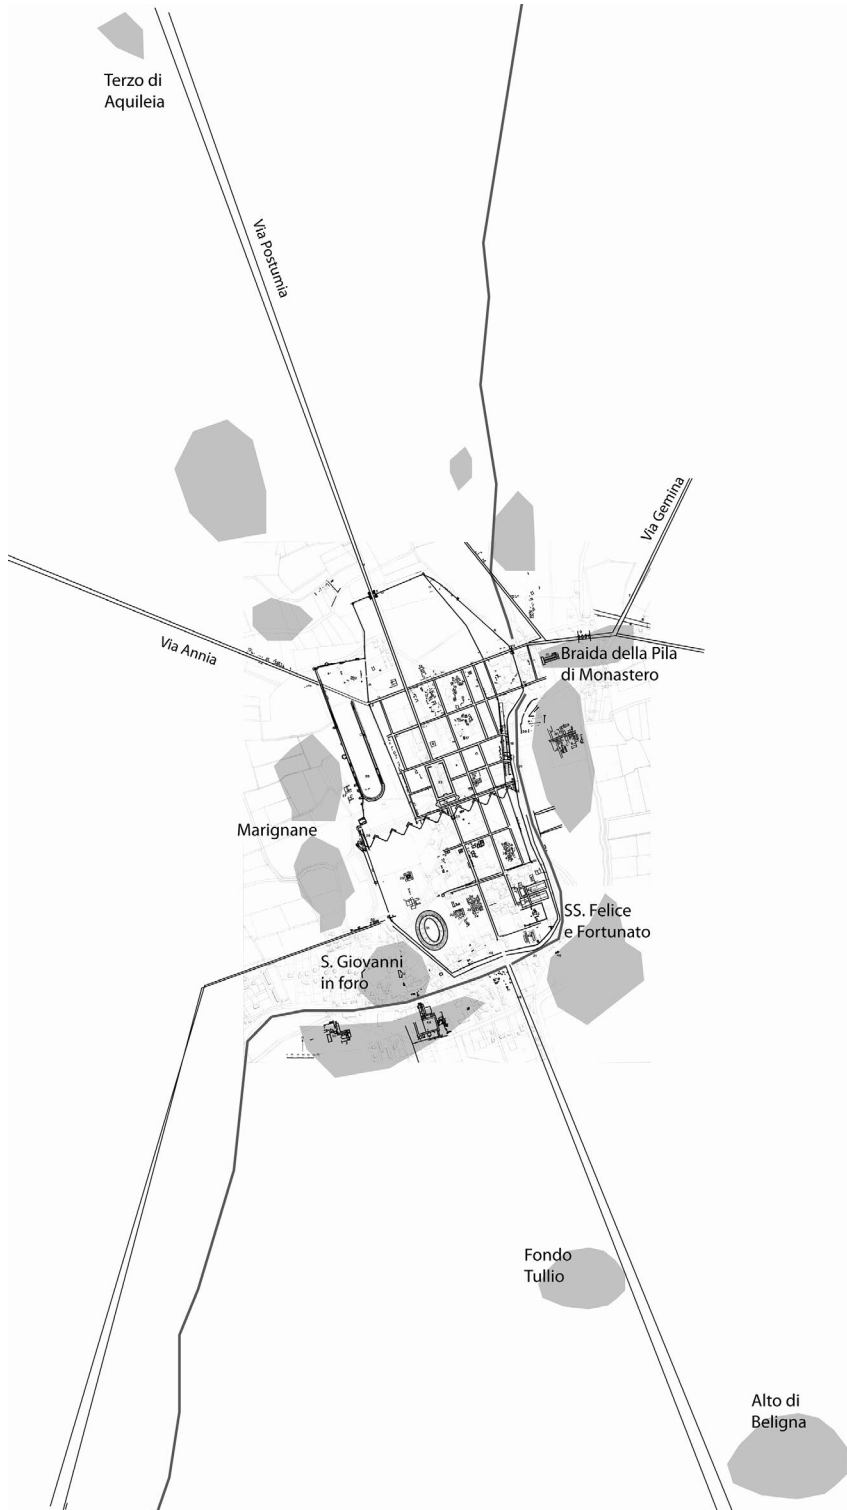 Terzo di
Aquileia
Via Postumia
Via Gemina
Via Annia
Braida della Pila
di Monastero
Marignane
SS. Felice
e Fortunato
S. Giovanni
in foro
Fondo
Tullio
Alto di
Beligna